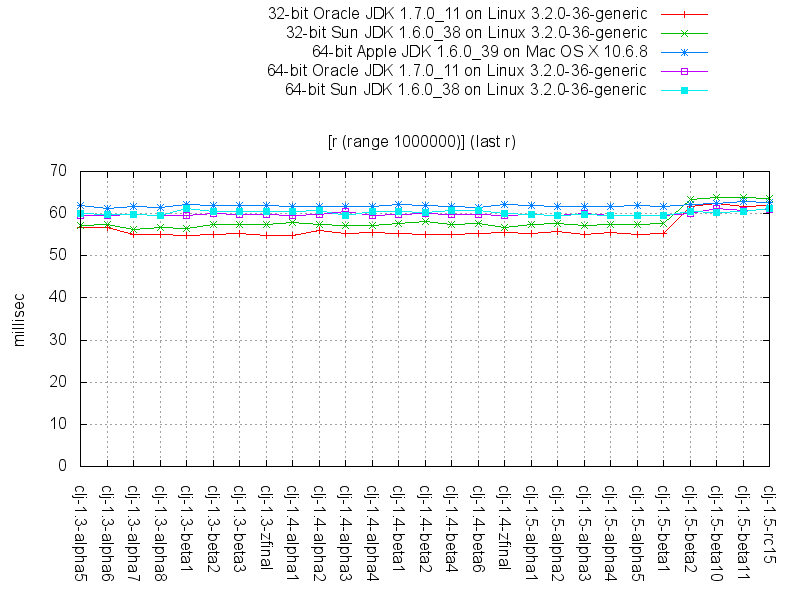 32-bit Oracle JDK 1.7.0_11 on Linux 3.2.0-36-generic
32-bit Sun JDK 1.6.0_38 on Linux 3.2.0-36-generic
64-bit Apple JDK 1.6.0_39 on Mac OS X 10.6.8
64-bit Oracle JDK 1.7.0_11 on Linux 3.2.0-36-generic
64-bit Sun JDK 1.6.0_38 on Linux 3.2.0-36-generic
[r (range 1000000)] (last r)
70
60
50
40
30
20
10
0
millisec
clj-1.3-alpha5
clj-1.3-alpha6
clj-1.3-alpha7
clj-1.3-alpha8
clj-1.3-beta1
clj-1.3-beta2
clj-1.3-beta3
clj-1.3-zfinal
clj-1.4-alpha1
clj-1.4-alpha2
clj-1.4-alpha3
clj-1.4-alpha4
clj-1.4-beta1
clj-1.4-beta2
clj-1.4-beta4
clj-1.4-beta6
clj-1.4-zfinal
clj-1.5-alpha1
clj-1.5-alpha2
clj-1.5-alpha3
clj-1.5-alpha4
clj-1.5-alpha5
clj-1.5-beta1
clj-1.5-beta2
clj-1.5-beta10
clj-1.5-beta11
clj-1.5-rc15